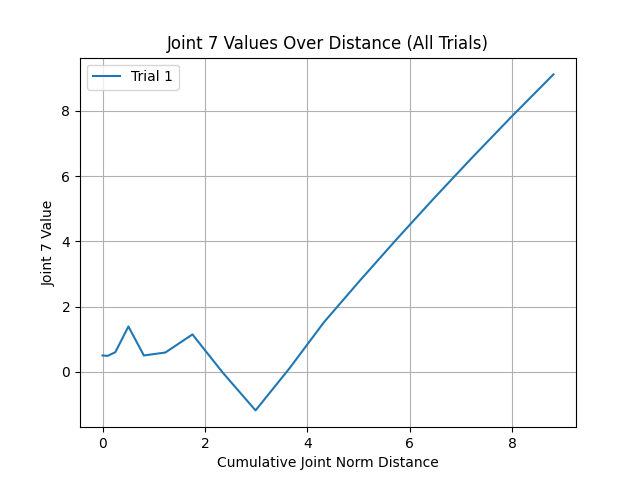 Joint 7 Values Over Distance (All Trials)
Trial 1
Joint 7 Value
8
6
4
2
0
0 2 4 6 8
Cumulative Joint Norm Distance